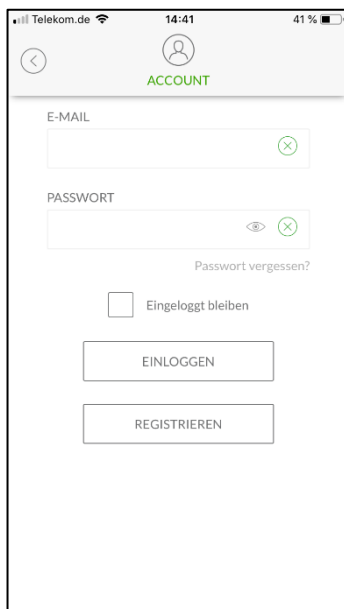 Telekom.de 14:41 41 %
ACCOUNT
E-MAIL
PASSWORT
Passwort vergessen?
Eingeloggt bleiben
EINLOGGEN
REGISTRIEREN